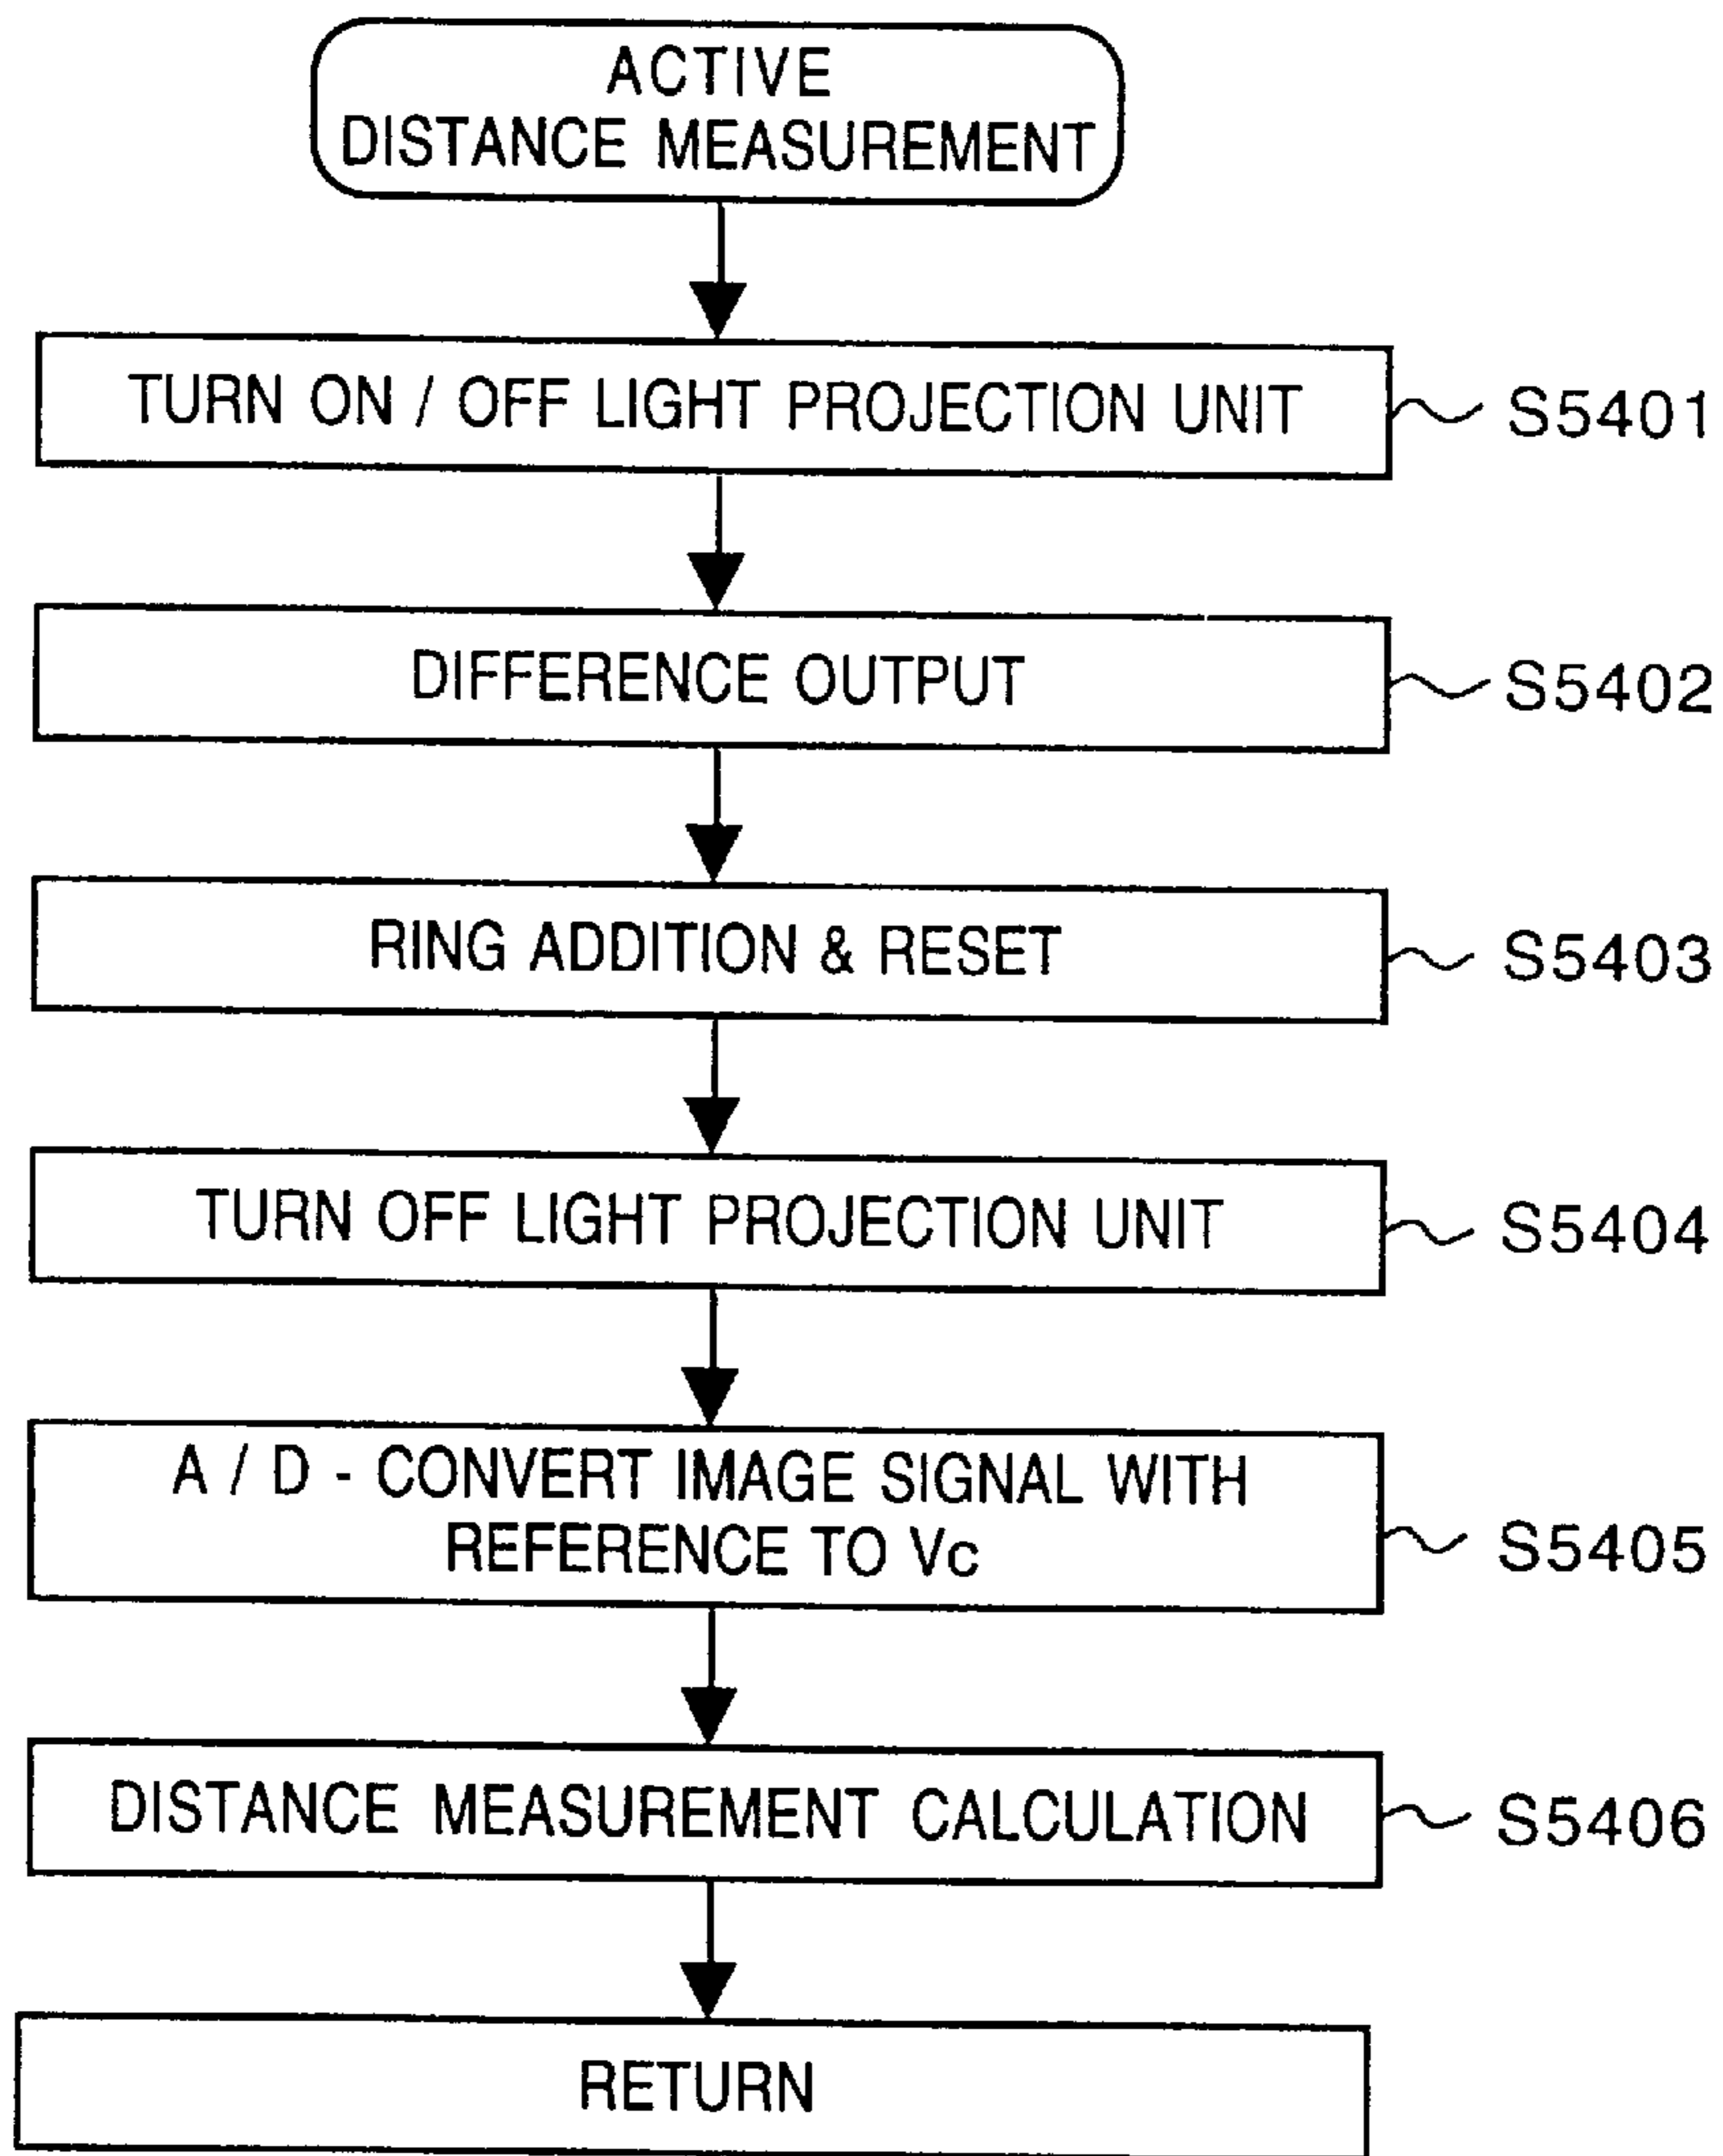 ACTIVE
DISTANCE MEASUREMENT
TURN ON / OFF LIGHT PROJECTION UNIT
S5401
DIFFERENCE OUTPUT
S5402
RING ADDITION & RESET
S5403
TURN OFF LIGHT PROJECTION UNIT
S5404
A / D - CONVERT IMAGE SIGNAL WITH
REFERENCE TO Vc
S5405
DISTANCE MEASUREMENT CALCULATION
S5406
RETURN